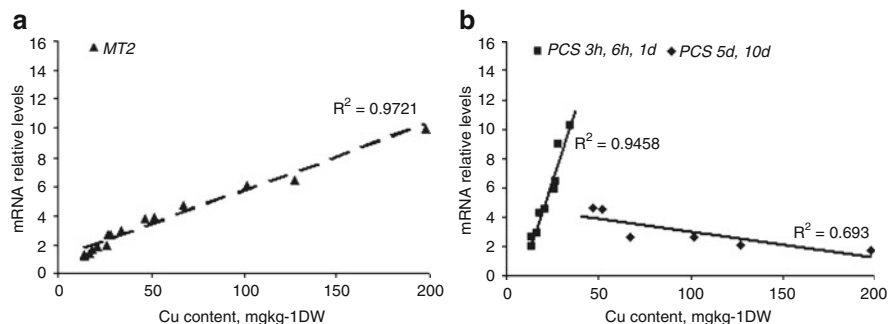 a
16
14
12
10
8
6
4
2
0
mRNA relative levels
MT2
R² = 0.9721
0 50 100 150 200
Cu content, mgkg-1DW
b
16
14
12
10
8
6
4
2
0
mRNA relative levels
PCS 3h, 6h, 1d PCS 5d, 10d
R² = 0.9458
R² = 0.693
0 50 100 150 200
Cu content, mgkg-1DW